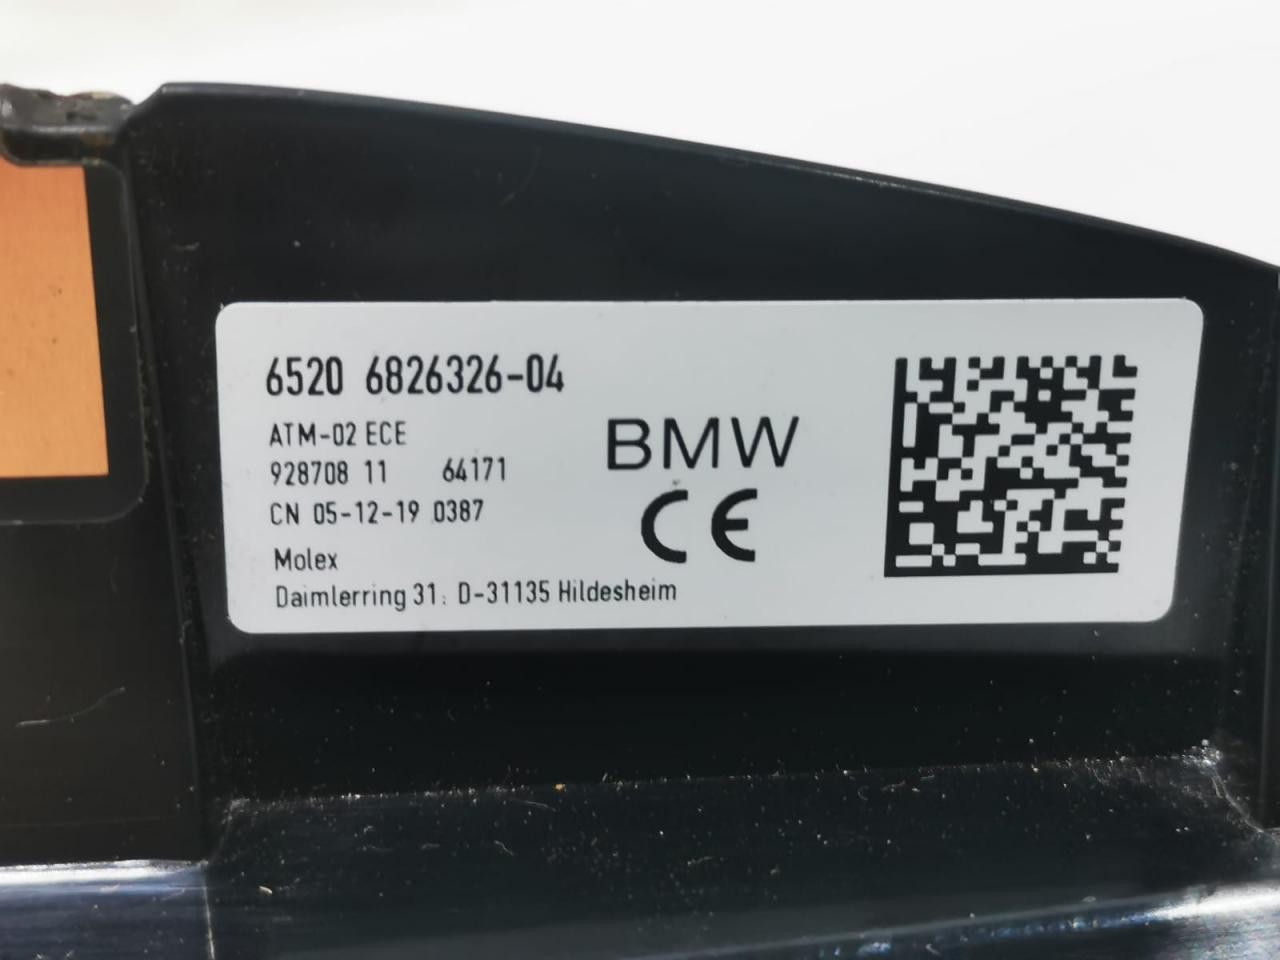 6520 6826326-04
ATM-02 ECE
928708 11 64171
CN 05-12-19 0387
Molex
Daimlerring 31; D-31135 Hildesheim
BMW
CE